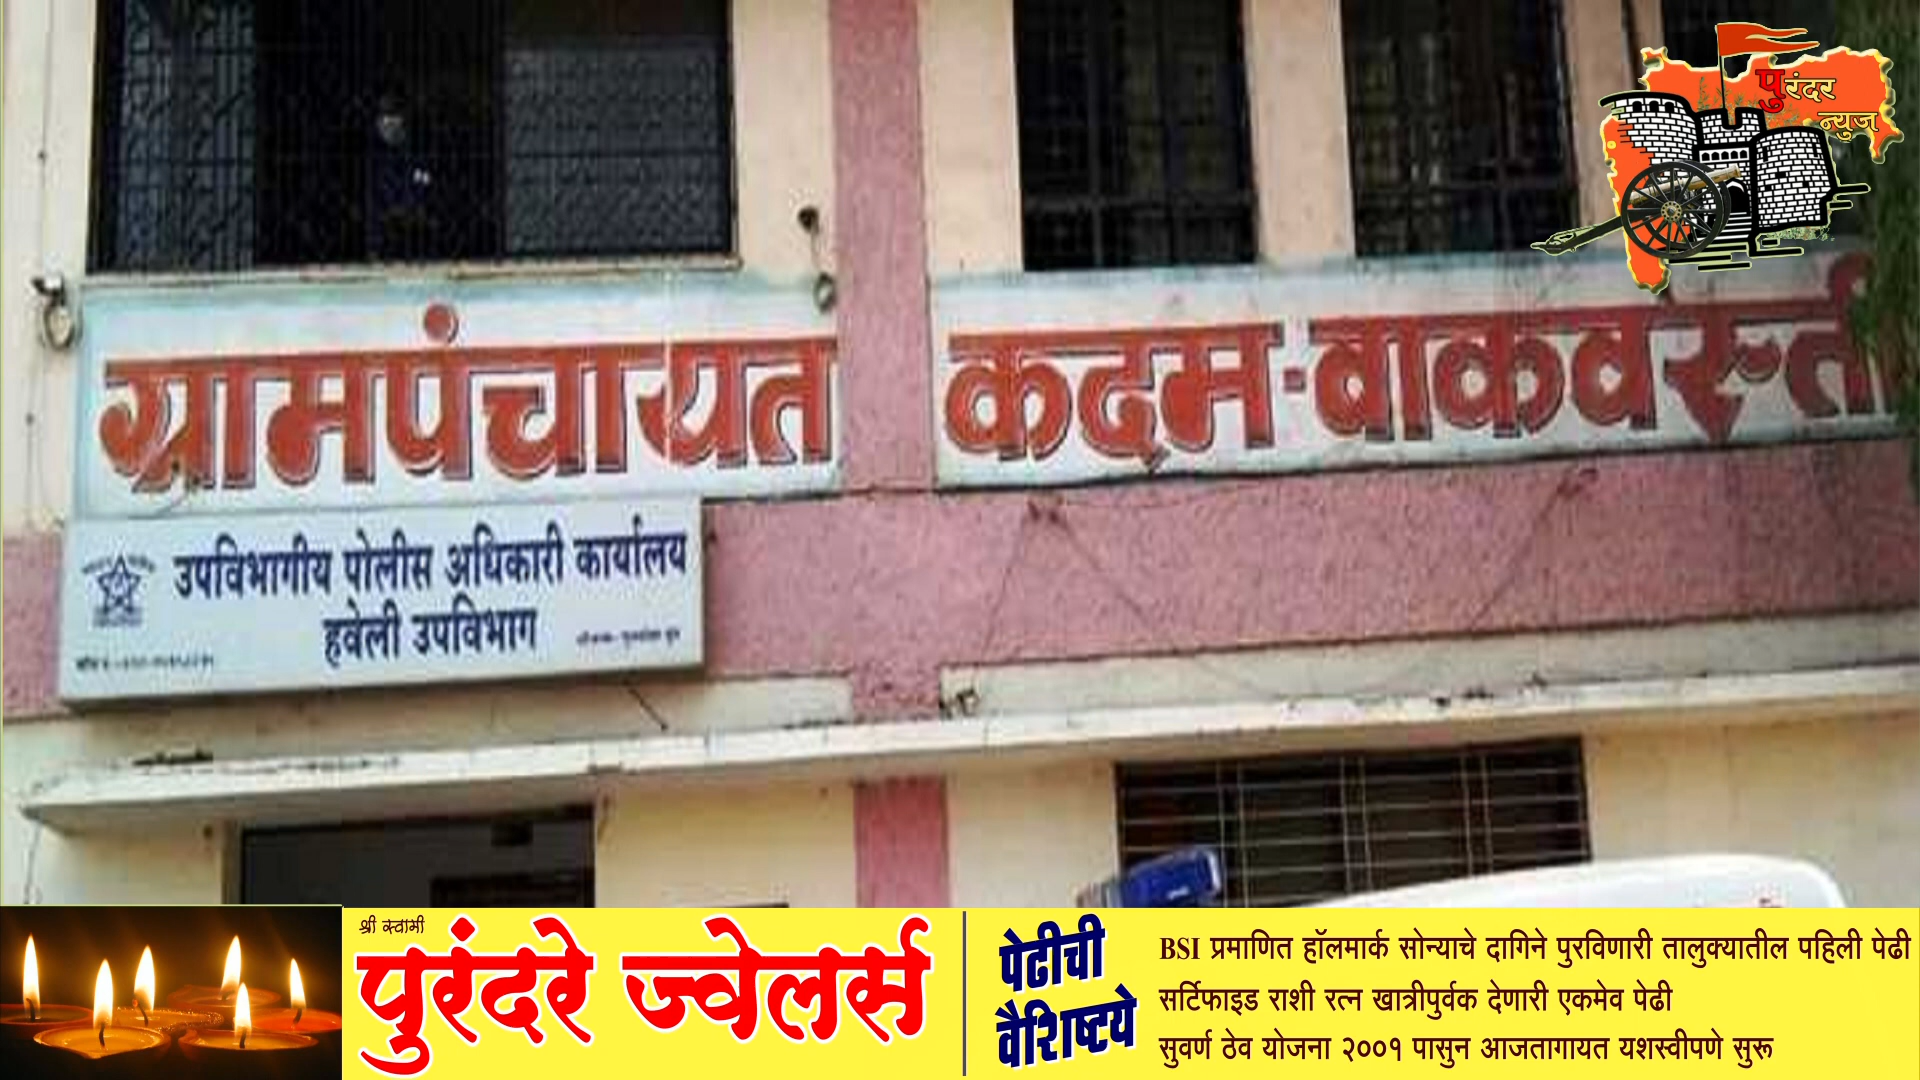 पुरंदर
न्युज
ग्रामपंचायत कदम-वाकवस्ती
उपविभागीय पोलीस अधिकारी कार्यालय
हवेली उपविभाग
श्री स्वामी
पुरंदरे ज्वेलर्स
पेढीची
वैशिष्टये
BSI प्रमाणित हॉलमार्क सोन्याचे दागिने पुरविणारी तालुक्यातील पहिली पेढी
सर्टिफाइड राशी रत्न खात्रीपुर्वक देणारी एकमेव पेढी
सुवर्ण ठेव योजना २००१ पासुन आजतागायत यशस्वीपणे सुरू